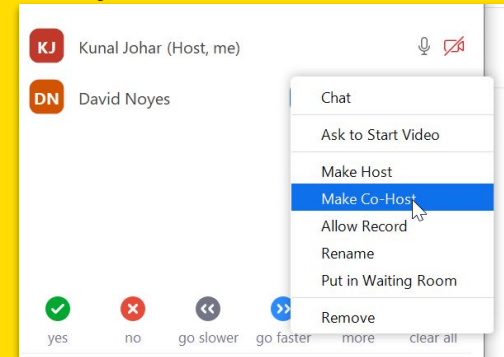 KJ Kunal Johar (Host, me)
DN David Noyes
Chat
Ask to Start Video
Make Host
Make Co-Host
Allow Record
Rename
Put in Waiting Room
Remove
yes no go slower go faster more clear all